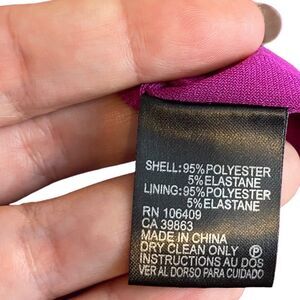 SHELL: 95% POLYESTER
5% ELASTANE
LINING: 95% POLYESTER
5% ELASTANE
RN 106409
CA 39863
MADE IN CHINA
DRY CLEAN ONLY Ⓟ
INSTRUCTIONS AU DOS
VER AL DORSO PARA CUIDADO